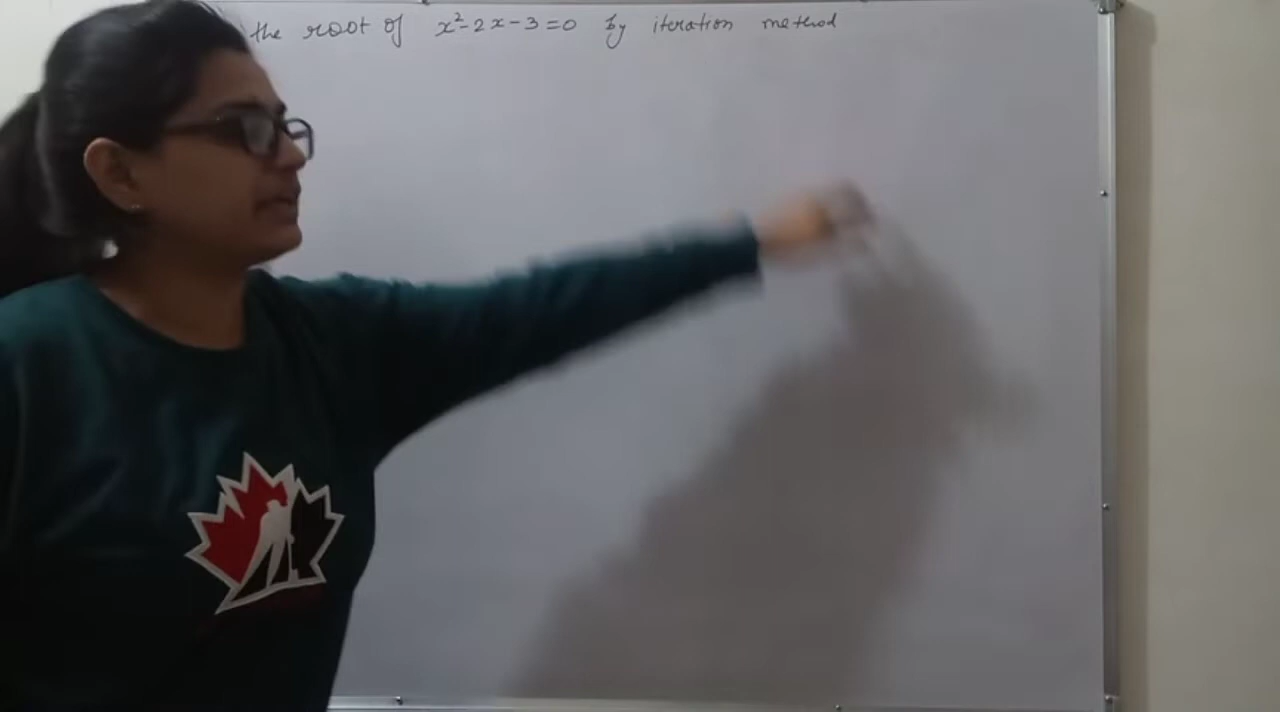 the root of x²-2x-3=0 by iteration method